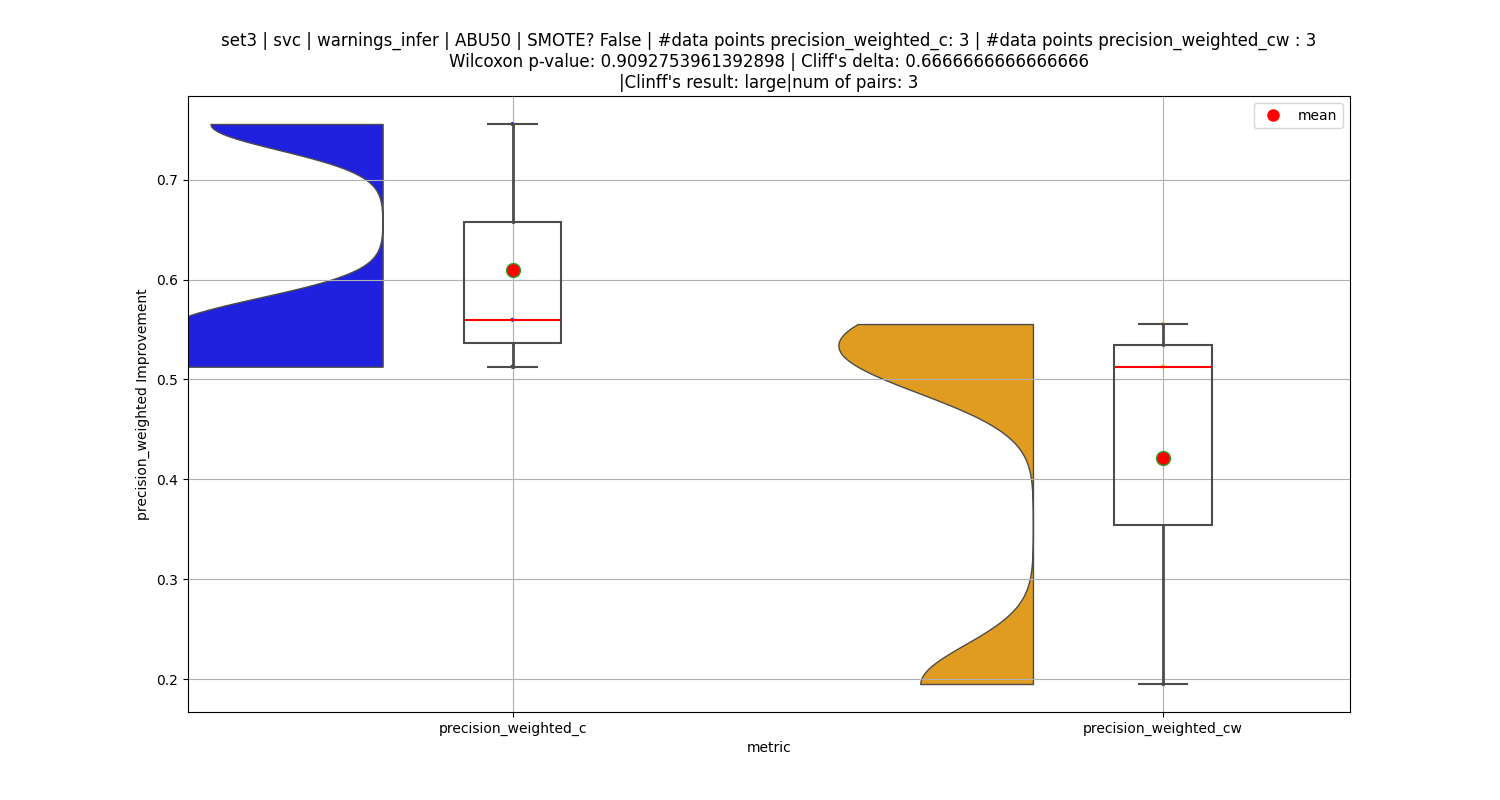 set3 | svc | warnings_infer | ABU50 | SMOTE? False | #data points precision_weighted_c: 3 | #data points precision_weighted_cw : 3
Wilcoxon p-value: 0.9092753961392898 | Cliff's delta: 0.6666666666666666
|Clinff's result: large|num of pairs: 3
mean
0.7
0.6
0.5
0.4
0.3
0.2
precision_weighted Improvement
precision_weighted_c
precision_weighted_cw
metric